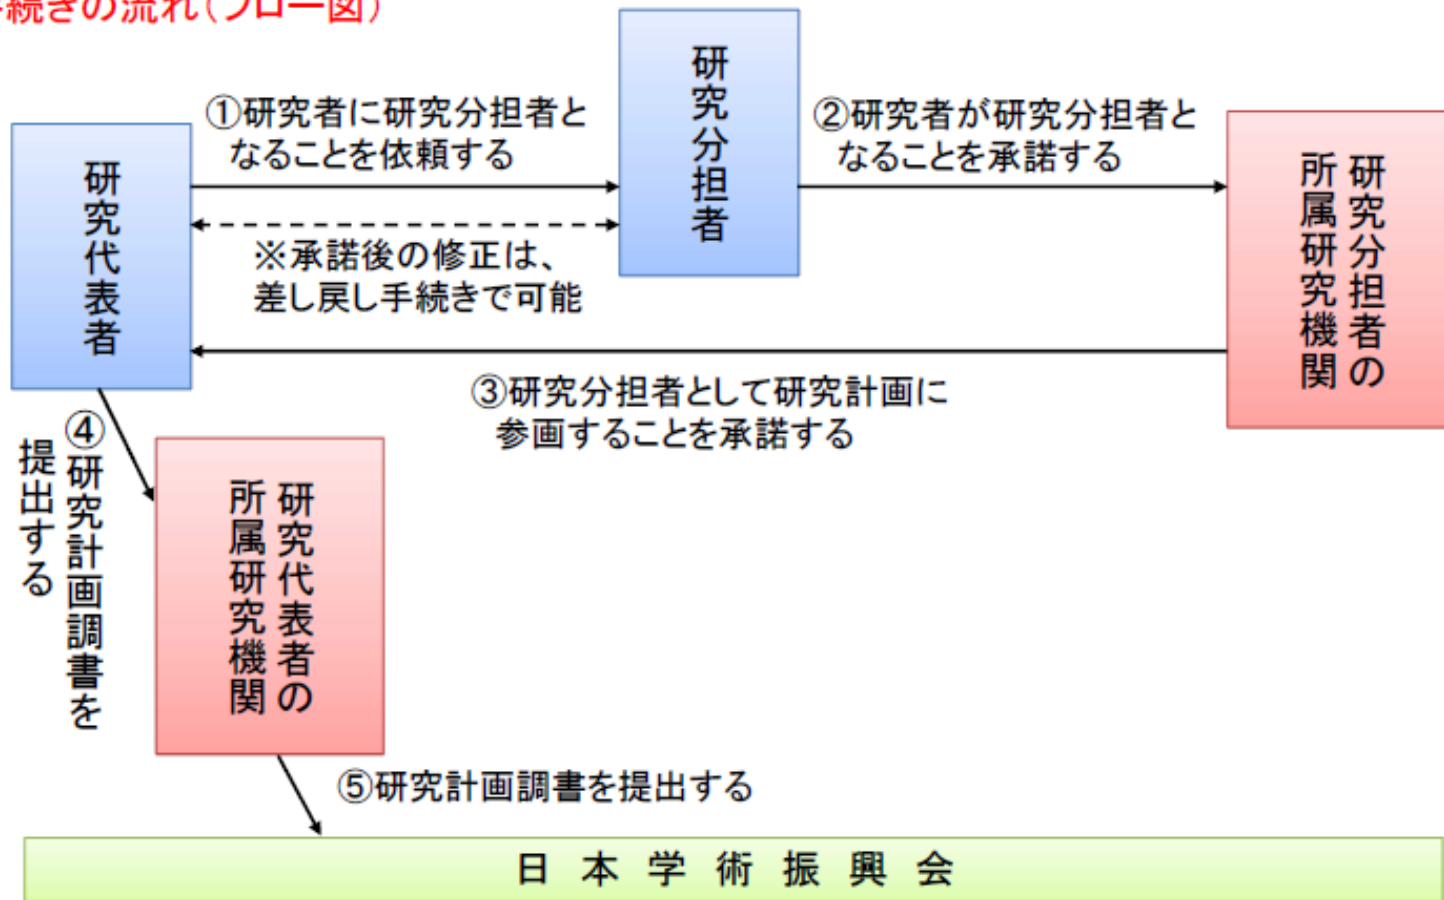 続きの流れ(フロー図)
①研究者に研究分担者と
なることを依頼する
研究分担者
②研究者が研究分担者と
なることを承諾する
研究代表者
研究分担者の
所属研究機関
※承諾後の修正は、
差し戻し手続きで可能
③研究分担者として研究計画に
参画することを承諾する
④研究計画調書を
提出する
研究代表者の
所属研究機関
⑤研究計画調書を提出する
日本学術振興会